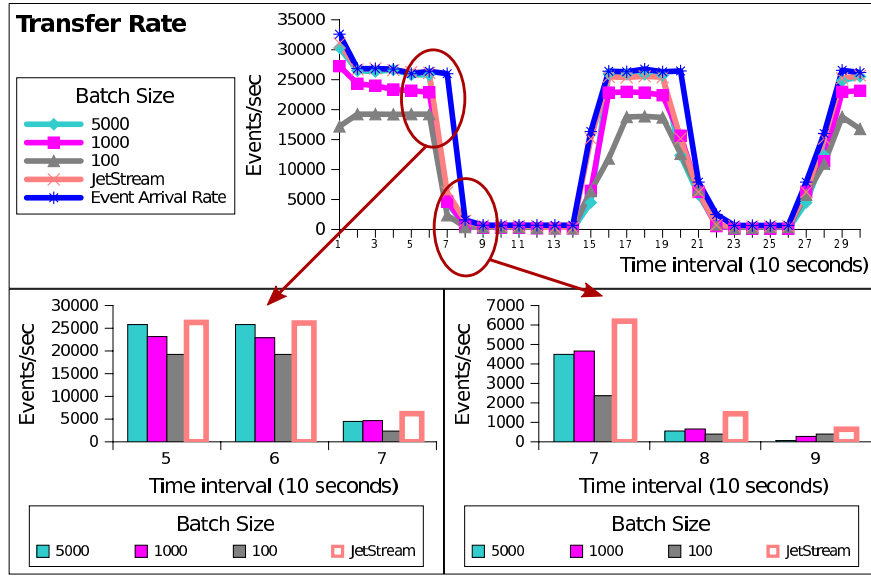 Transfer Rate
Batch Size
5000
1000
100
JetStream
Event Arrival Rate
Events/sec
35000
30000
25000
20000
15000
10000
5000
0
1 3 5 7 9 11 13 15 17 19 21 23 25 27 29
Time interval (10 seconds)
Events/sec
30000
25000
20000
15000
10000
5000
0
5 6 7
Time interval (10 seconds)
Batch Size
5000 1000 100 JetStream
Events/sec
7000
6000
5000
4000
3000
2000
1000
0
7 8 9
Time interval (10 seconds)
Batch Size
5000 1000 100 JetStream